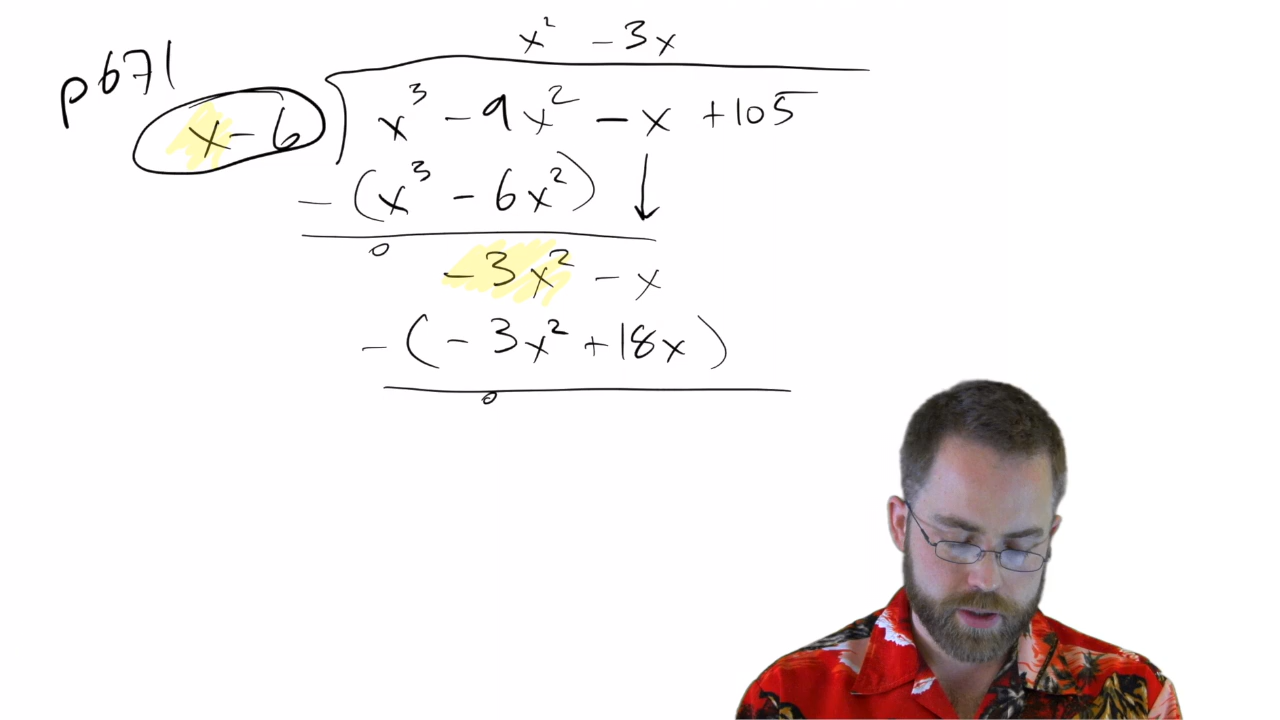 x² - 3x
p671
x - 6
x³ - 9x² - x + 105
- (x³ - 6x²)
0
-3x² - x
- (-3x² + 18x)
0